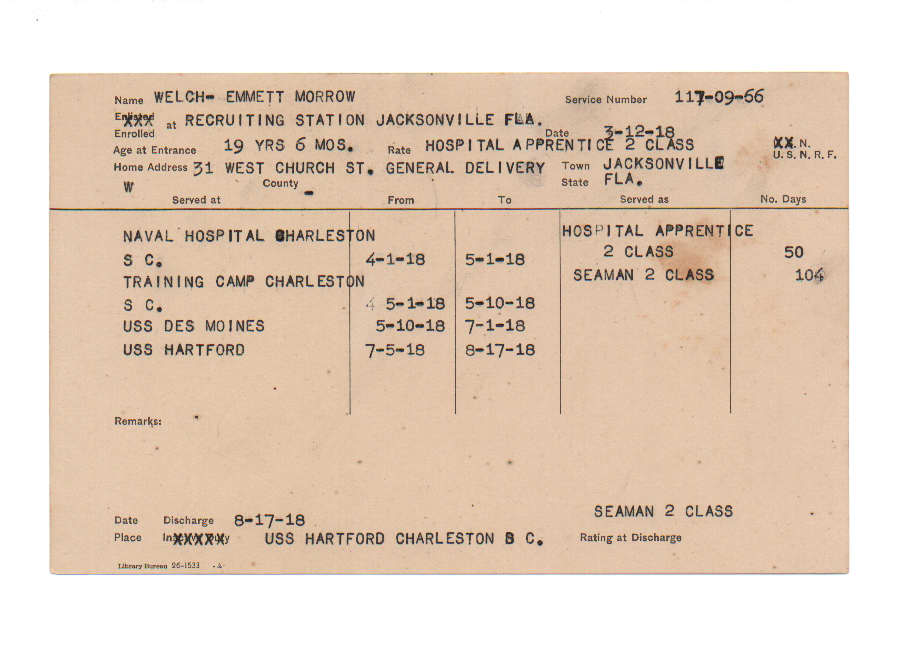 Name WELCH- EMMETT MORROW Service Number 117-09-66
Enlisted XXX at RECRUITING STATION JACKSONVILLE FLA.
Enrolled Date 3-12-18
Age at Entrance 19 YRS 6 MOS. Rate HOSPITAL APPRENTICE 2 CLASS XX.N.
U. S. N. R. F.
Home Address 31 WEST CHURCH ST. GENERAL DELIVERY Town JACKSONVILLE
W County - State FLA.
Served at From To Served as No. Days
NAVAL HOSPITAL CHARLESTON HOSPITAL APPRENTICE
S C. 4-1-18 5-1-18 2 CLASS 50
TRAINING CAMP CHARLESTON SEAMAN 2 CLASS 104
S C. 4 5-1-18 5-10-18
USS DES MOINES 5-10-18 7-1-18
USS HARTFORD 7-5-18 8-17-18
Remarks:
SEAMAN 2 CLASS
Date Discharge 8-17-18
Place XXXXX USS HARTFORD CHARLESTON S C. Rating at Discharge
Library Bureau 26-1533